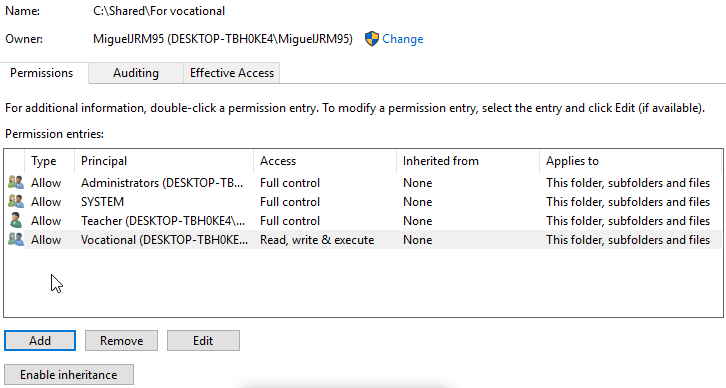 Name: C:\Shared\For vocational
Owner: MiguelJRM95 (DESKTOP-TBH0KE4\MiguelJRM95) Change
Permissions Auditing Effective Access
For additional information, double-click a permission entry. To modify a permission entry, select the entry and click Edit (if available).
Permission entries:
Type Principal Access Inherited from Applies to
Allow Administrators (DESKTOP-TB... Full control None This folder, subfolders and files
Allow SYSTEM Full control None This folder, subfolders and files
Allow Teacher (DESKTOP-TBH0KE4\... Full control None This folder, subfolders and files
Allow Vocational (DESKTOP-TBH0KE... Read, write & execute None This folder, subfolders and files
Add Remove Edit
Enable inheritance